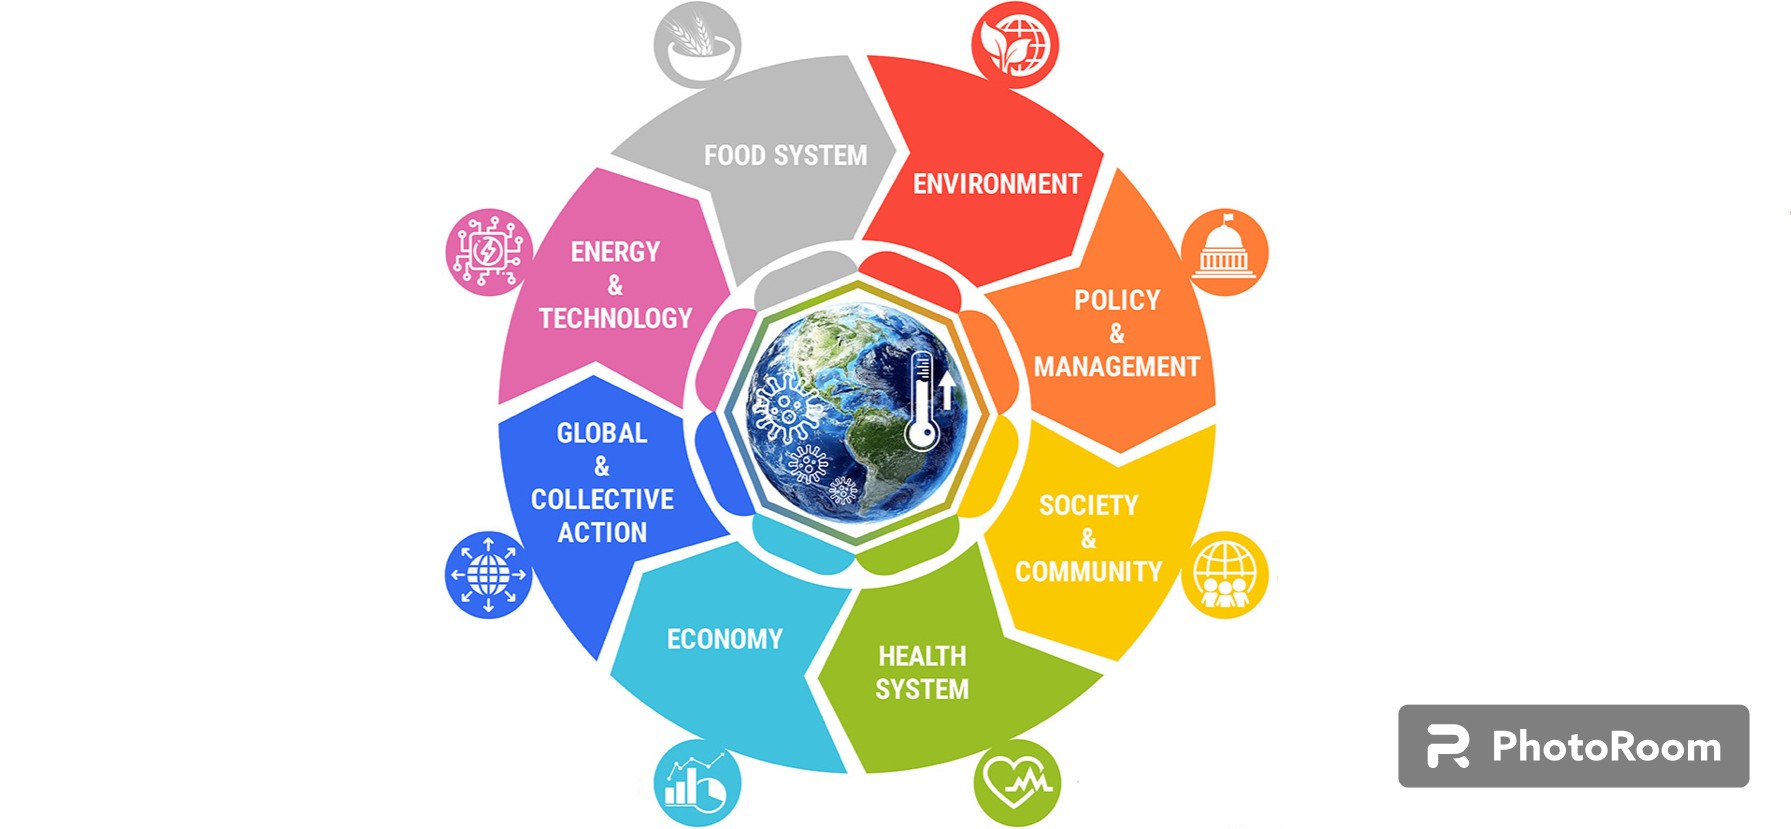 FOOD SYSTEM
ENVIRONMENT
ENERGY
&
TECHNOLOGY
POLICY
&
MANAGEMENT
GLOBAL
&
COLLECTIVE
ACTION
SOCIETY
&
COMMUNITY
ECONOMY
HEALTH
SYSTEM
PhotoRoom